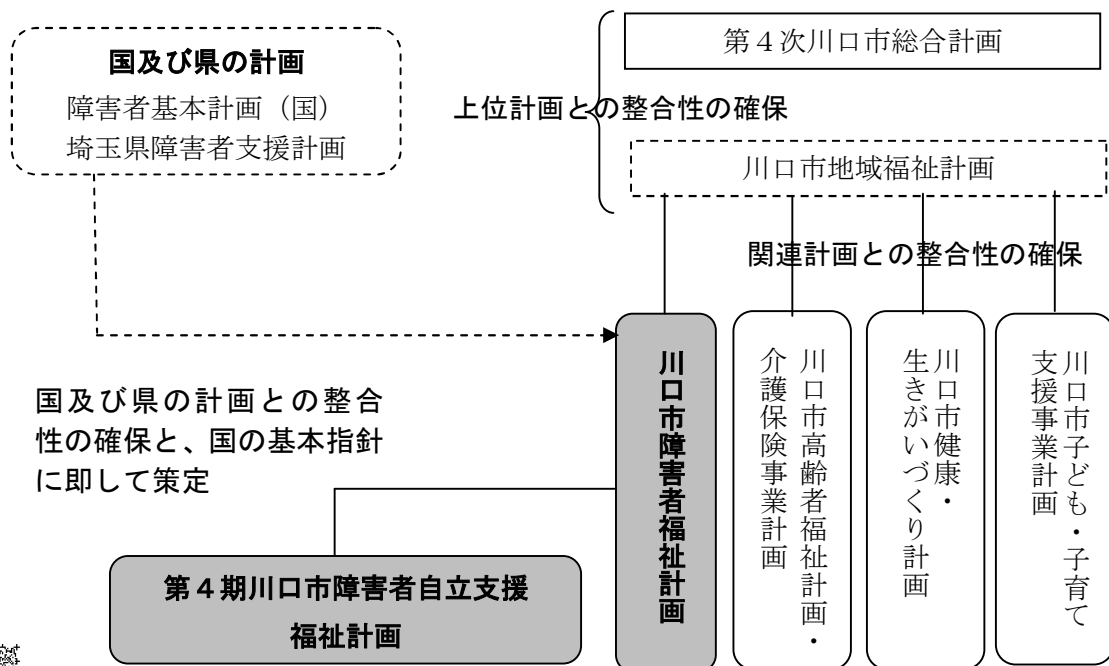 国及び県の計画
障害者基本計画（国）
埼玉県障害者支援計画
第４次川口市総合計画
上位計画との整合性の確保
川口市地域福祉計画
関連計画との整合性の確保
国及び県の計画との整合
性の確保と、国の基本指針
に即して策定
川口市障害者福祉計画
川口市高齢者福祉計画・
介護保険事業計画
川口市健康・
生きがいづくり計画
川口市子ども・子育て
支援事業計画
第４期川口市障害者自立支援
福祉計画